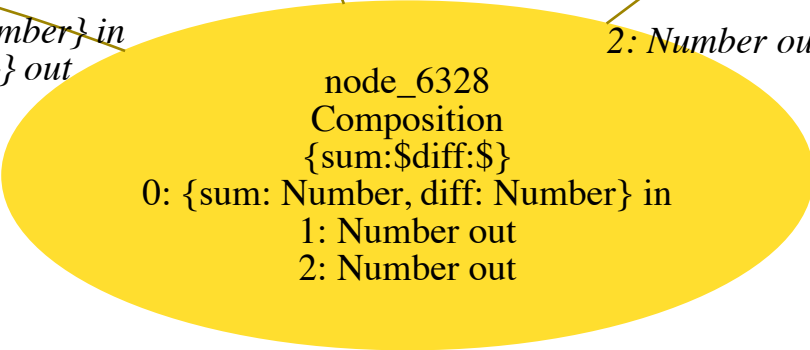 mber} in
2: Number ou
} out
node_6328
Composition
{sum:$diff:$}
0: {sum: Number, diff: Number} in
1: Number out
2: Number out